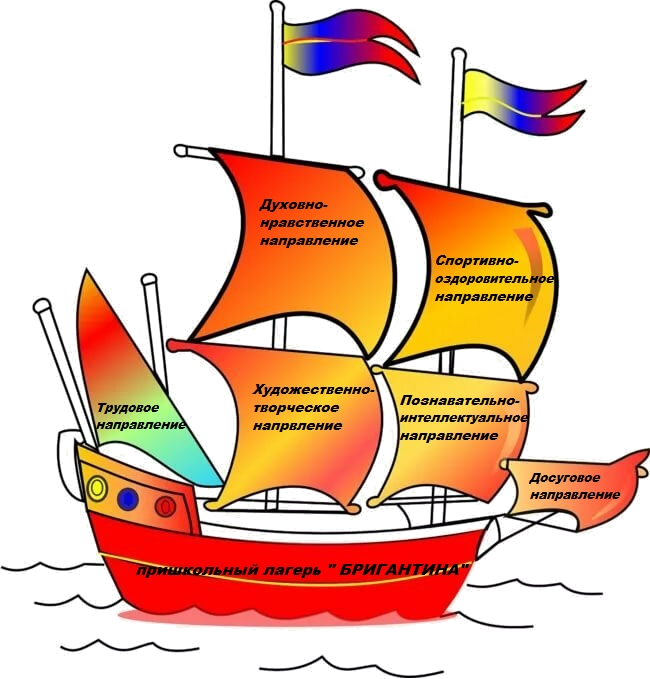 Духовно-
нравственное
направление
Спортивно-
оздоровительное
направление
Художественно-
творческое
напрвление
Познавательно-
интеллектуальное
направление
Трудовое
направление
Досуговое
направление
пришкольный лагерь " БРИГАНТИНА"